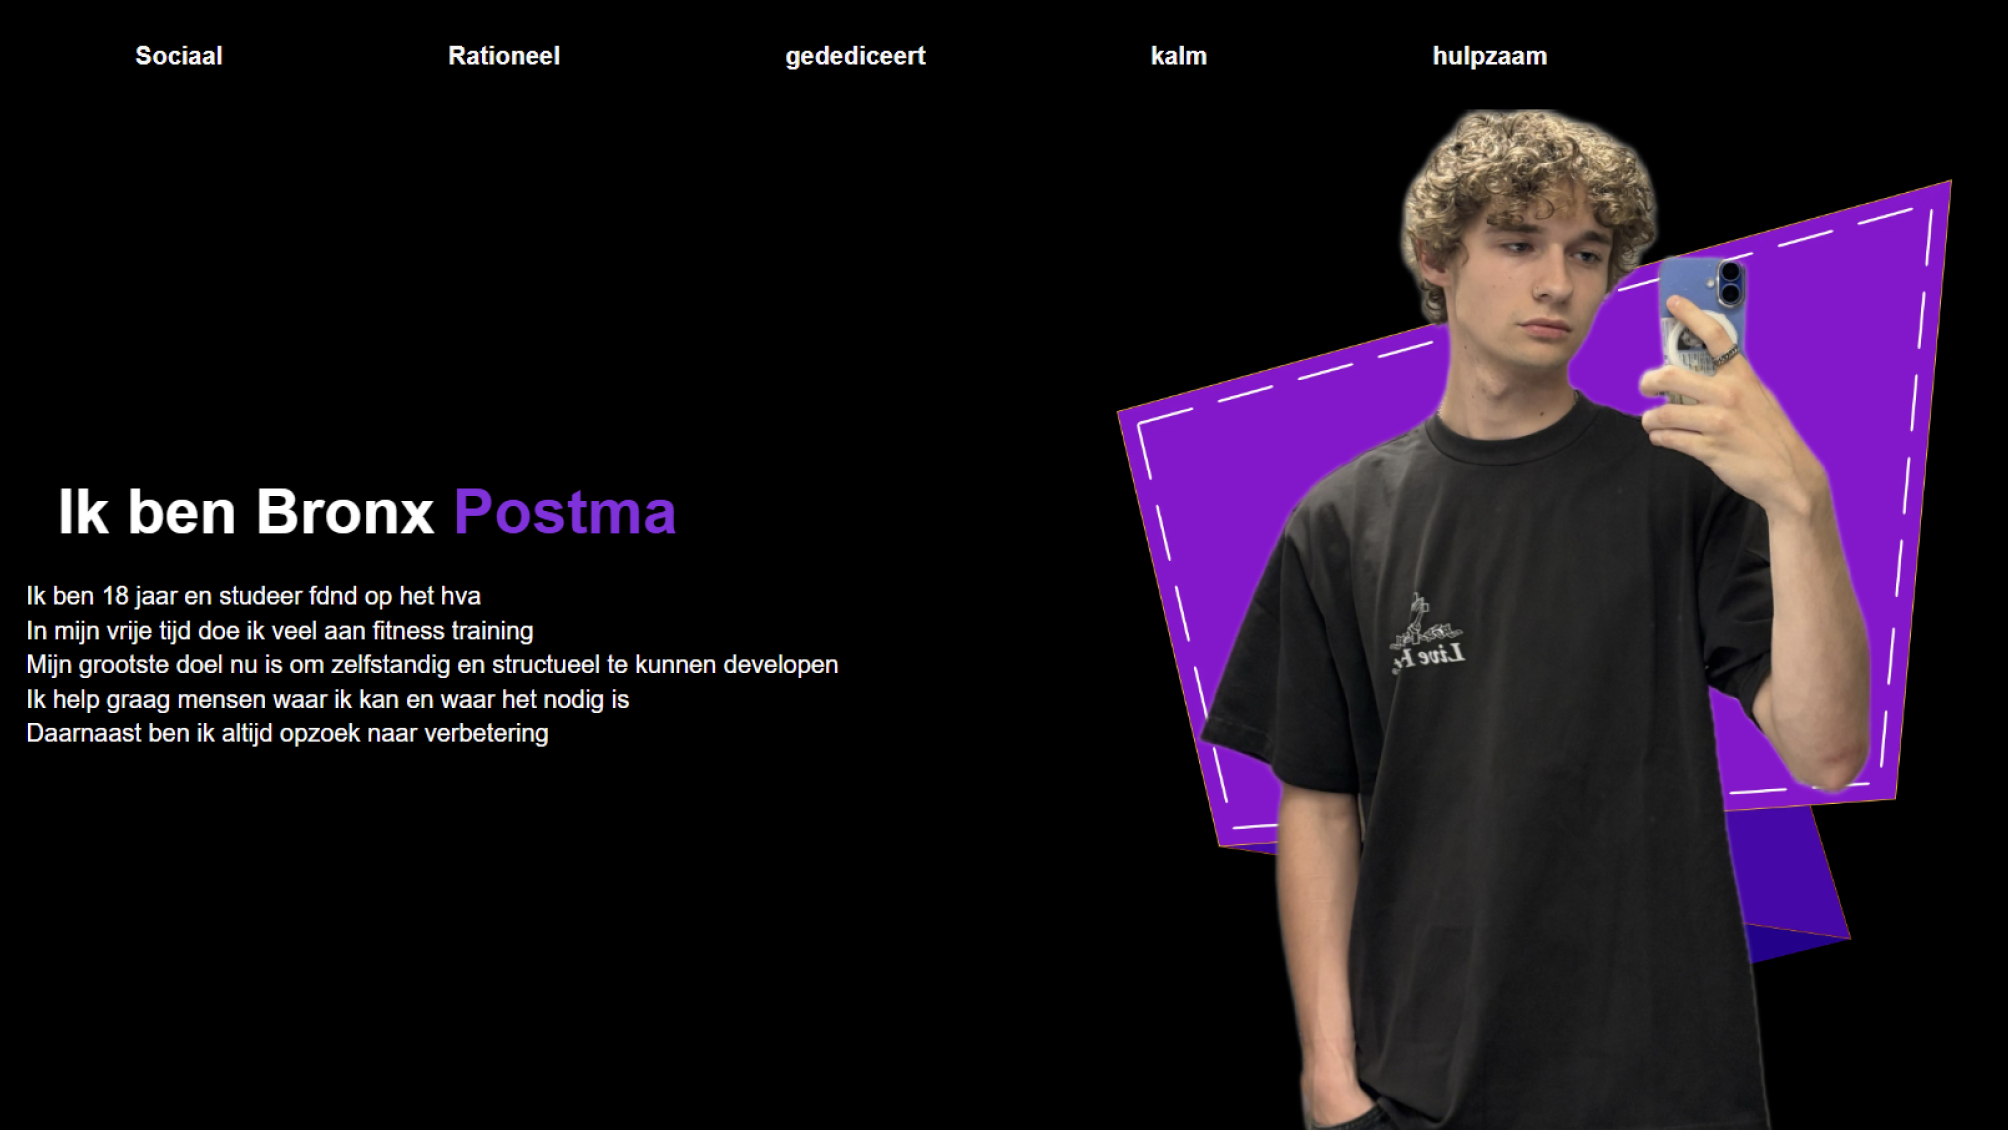 Sociaal Rationeel gedediceert kalm hulpzaam
Ik ben Bronx Postma
Ik ben 18 jaar en studeer fdnd op het hva
In mijn vrije tijd doe ik veel aan fitness training
Mijn grootste doel nu is om zelfstandig en structueel te kunnen developen
Ik help graag mensen waar ik kan en waar het nodig is
Daarnaast ben ik altijd opzoek naar verbetering
Live